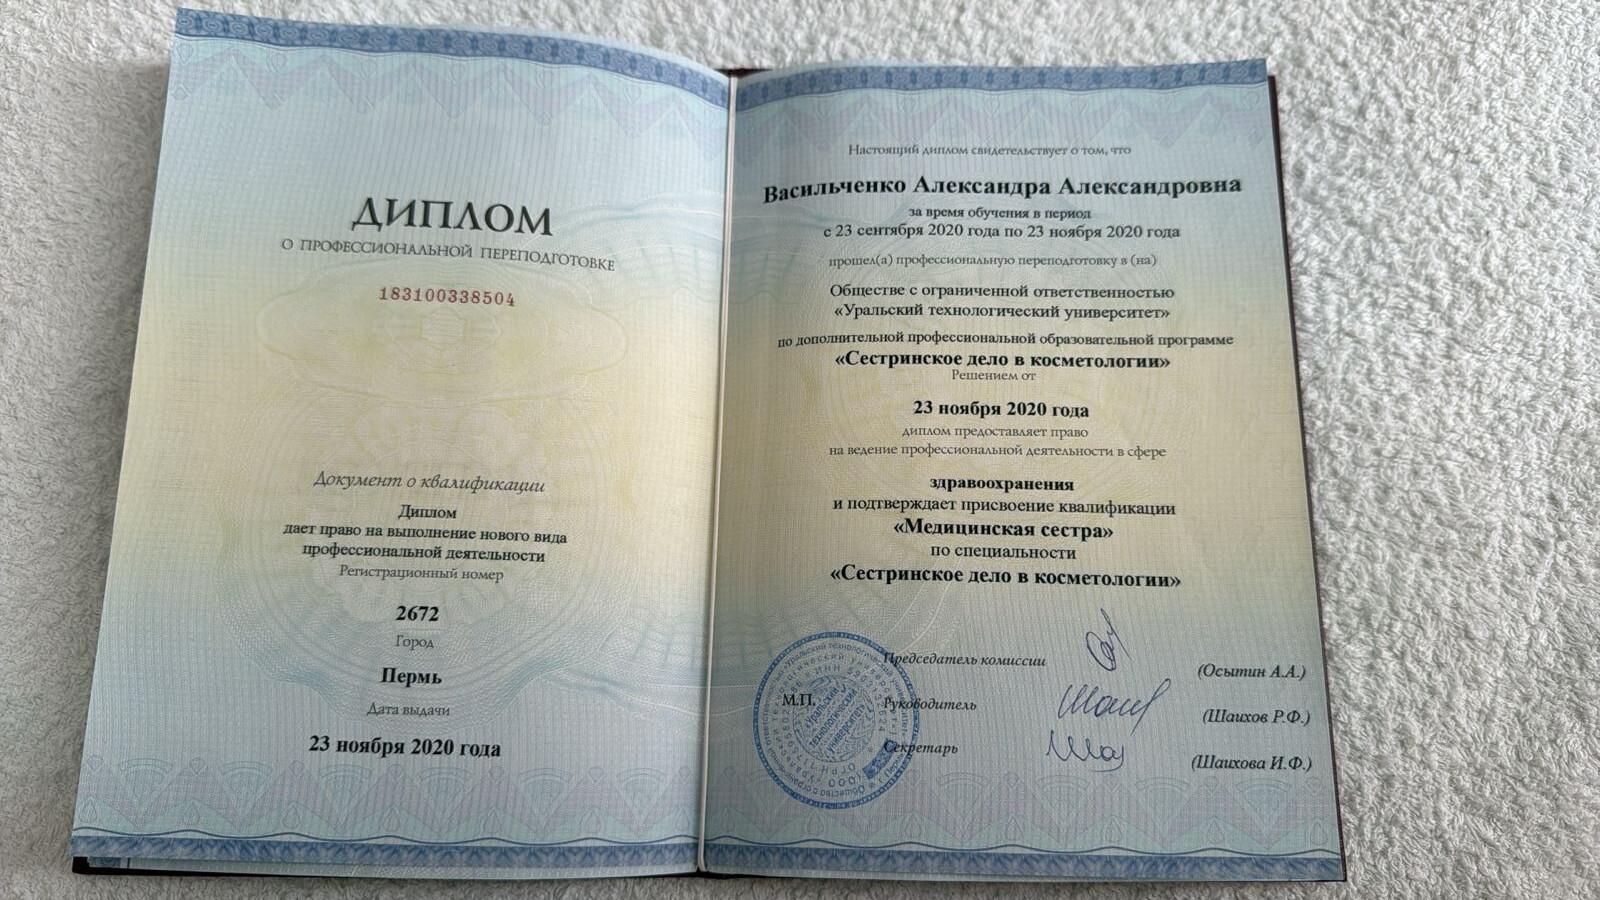 ДИПЛОМ
О ПРОФЕССИОНАЛЬНОЙ ПЕРЕПОДГОТОВКЕ
183100338504
Документ о квалификации
Диплом
дает право на выполнение нового вида
профессиональной деятельности
Регистрационный номер
2672
Город
Пермь
Дата выдачи
23 ноября 2020 года
Настоящий диплом свидетельствует о том, что
Васильченко Александра Александровна
за время обучения в период
с 23 сентября 2020 года по 23 ноября 2020 года
прошел(а) профессиональную переподготовку в (на)
Обществе с ограниченной ответственностью
«Уральский технологический университет»
по дополнительной профессиональной образовательной программе
«Сестринское дело в косметологии»
Решением от
23 ноября 2020 года
диплом предоставляет право
на ведение профессиональной деятельности в сфере
здравоохранения
и подтверждает присвоение квалификации
«Медицинская сестра»
по специальности
«Сестринское дело в косметологии»
Председатель комиссии
(Осытин А.А.)
М.П.
Руководитель
(Шаихов Р.Ф.)
Секретарь
(Шаихова И.Ф.)
«Уральский
технологический
университет»